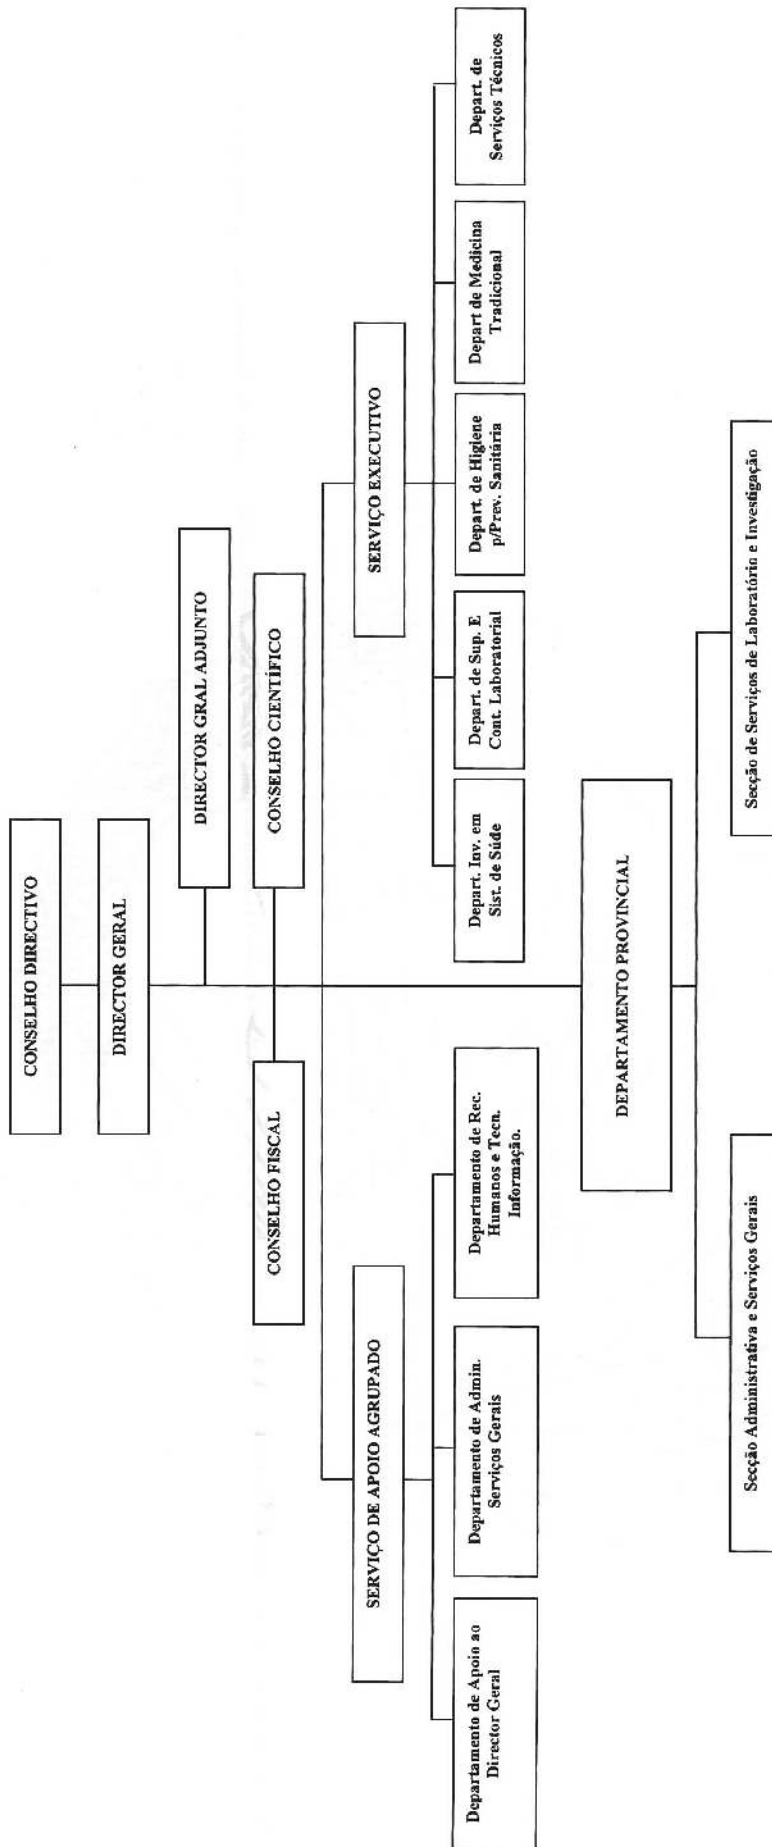 CONSELHO DIRECTIVO
DIRECTOR GERAL
DIRECTOR GRAL ADJUNTO
CONSELHO FISCAL
CONSELHO CIENTÍFICO
SERVIÇO DE APOIO AGRUPADO
SERVIÇO EXECUTIVO
Departamento de Apoio ao
Director Geral
Departamento de Admin.
Serviços Gerais
Departamento de Rec.
Humanos e Tecn.
Informação.
Depart. Inv. em
Sist. de Súde
Depart. de Sup. E
Cont. Laboratorial
Depart. de Higiene
p/Prev. Sanitária
Depart de Medicina
Tradicional
Depart. de
Serviços Técnicos
DEPARTAMENTO PROVINCIAL
Secção Administrativa e Serviços Gerais
Secção de Serviços de Laboratório e Investigação